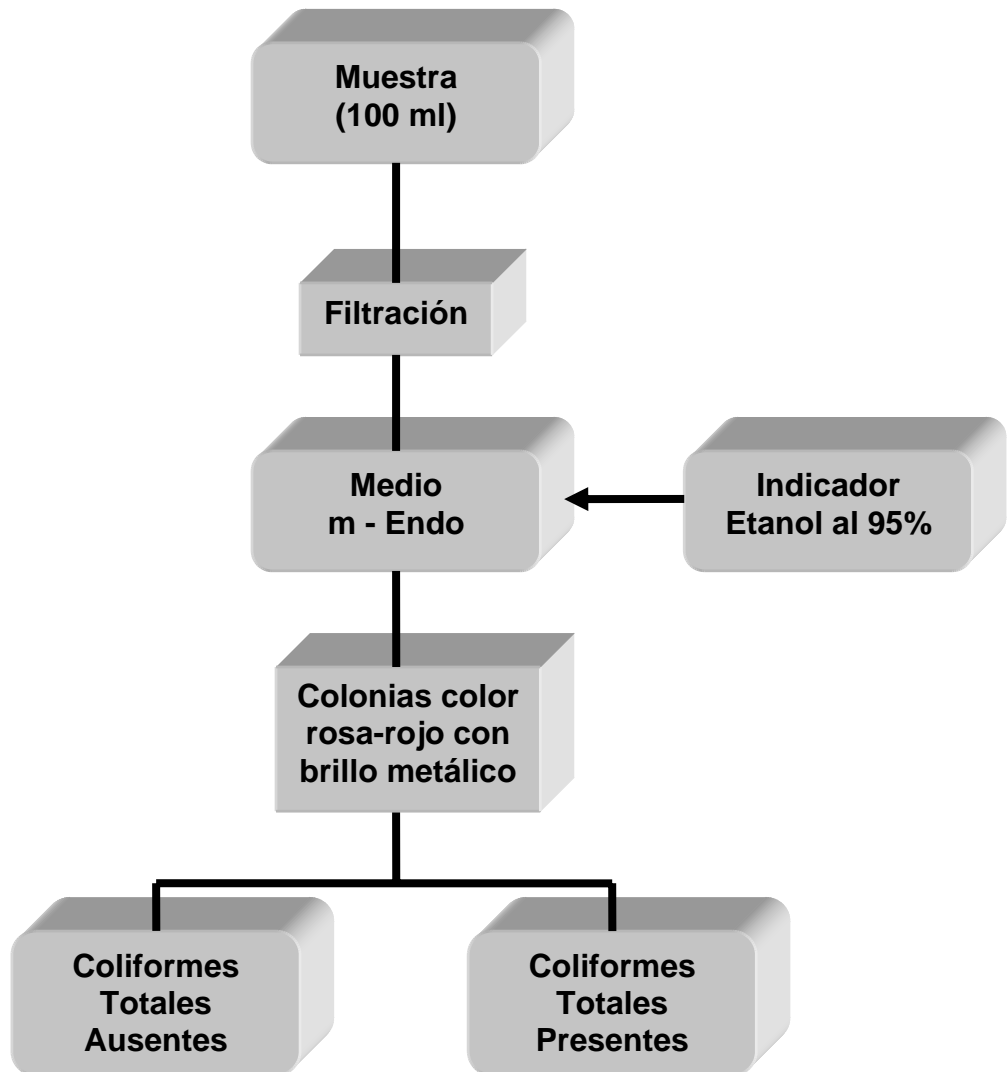 Muestra
(100 ml)
Filtración
Medio
m - Endo
Indicador
Etanol al 95%
Colonias color
rosa-rojo con
brillo metálico
Coliformes
Totales
Ausentes
Coliformes
Totales
Presentes